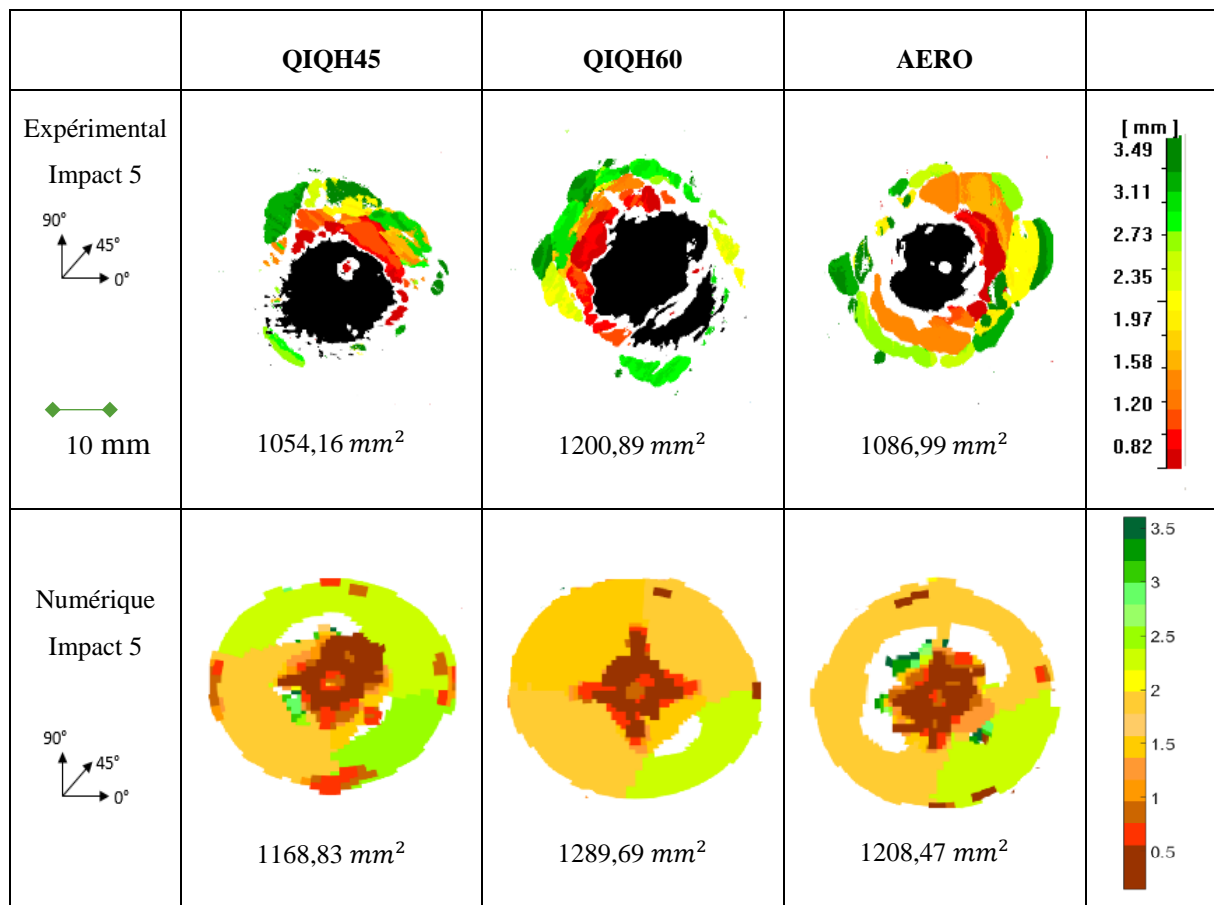 QIQH45
QIQH60
AERO
Expérimental
Impact 5
90°
45°
0°
10 mm
1054,16 mm²
1200,89 mm²
1086,99 mm²
[ mm ]
3.49
3.11
2.73
2.35
1.97
1.58
1.20
0.82
Numérique
Impact 5
90°
45°
0°
1168,83 mm²
1289,69 mm²
1208,47 mm²
3.5
3
2.5
2
1.5
1
0.5